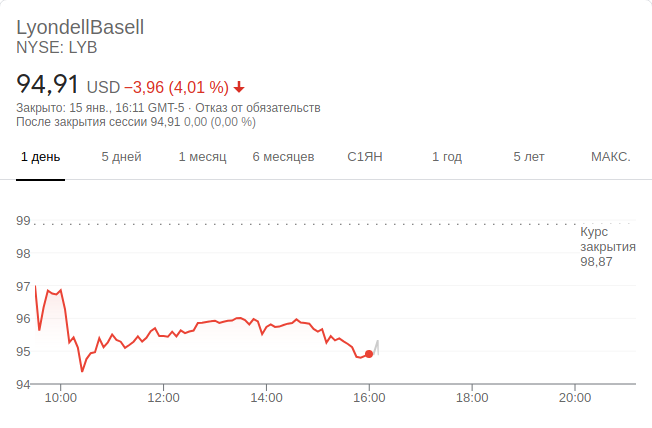 LyondellBasell
NYSE: LYB
94,91 USD −3,96 (4,01 %)
Закрыто: 15 янв., 16:11 GMT-5 · Отказ от обязательств
После закрытия сессии 94,91 0,00 (0,00 %)
1 день 5 дней 1 месяц 6 месяцев С1ЯН 1 год 5 лет МАКС.
99
Курс
закрытия
98,87
98
97
96
95
94
10:00 12:00 14:00 16:00 18:00 20:00